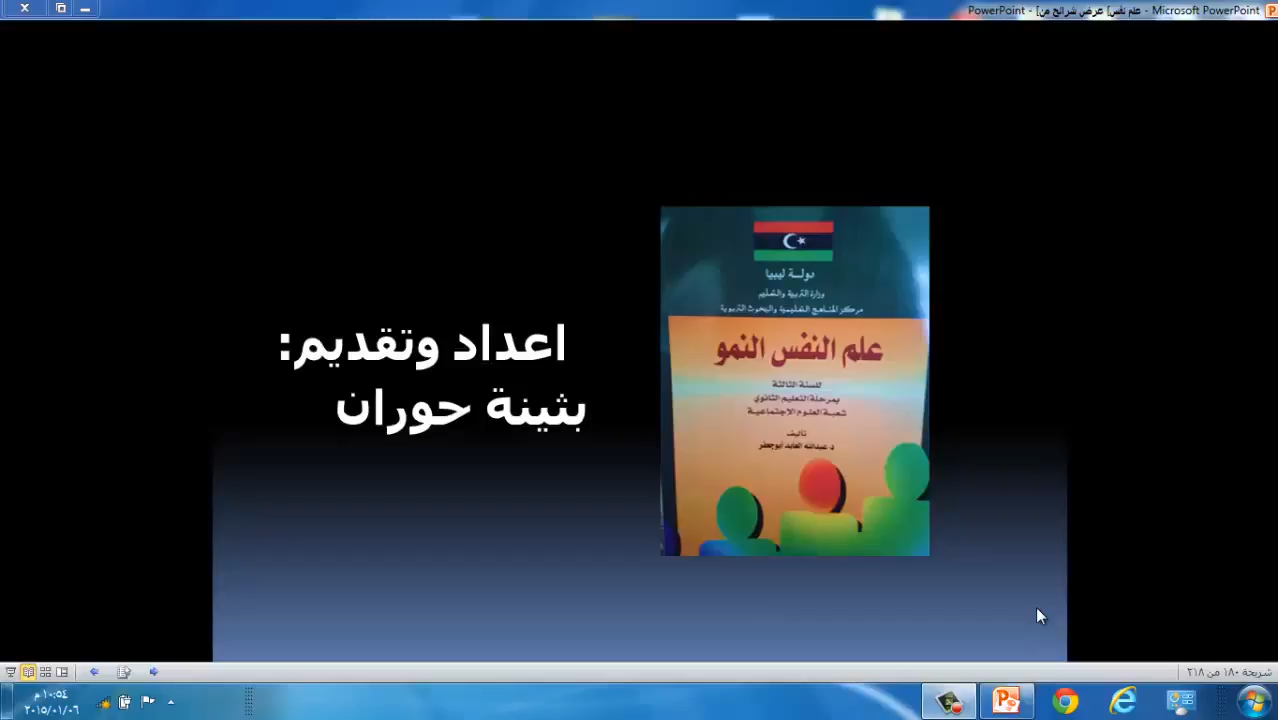 علم نفس] عرض شرائح من] - PowerPoint - Microsoft PowerPoint
دولـة ليبيا
وزارة التربية والتعليم
مركز المناهج التعليمية والبحوث التربوية
علم النفس النمو
للسنة الثالثة
بمرحلة التعليم الثانوي
شعبة العلوم الاجتماعية
تأليف
د. عبدالله العابد أبوجعفر
اعداد وتقديم:
بثينة حوران
شريحة ١٨٠ من ٢١٨
١٠:٥٤ م
٢٠١٥/٠١/٠٦